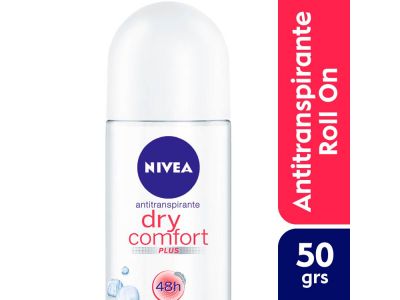 NIVEA
antitranspirante
dry
comfort
PLUS
48h
Antitranspirante
Roll On
50
grs